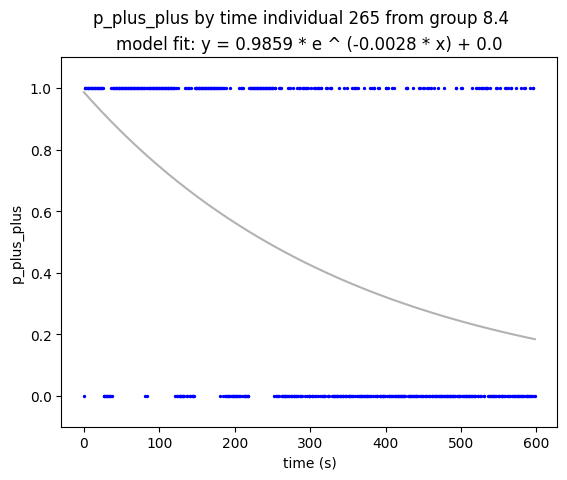 p_plus_plus by time individual 265 from group 8.4
model fit: y = 0.9859 * e ^ (-0.0028 * x) + 0.0
1.0
0.8
0.6
0.4
0.2
0.0
p_plus_plus
0 100 200 300 400 500 600
time (s)